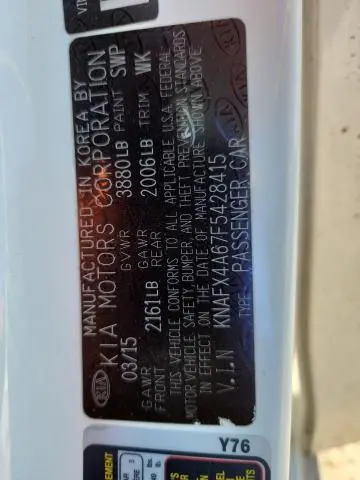 VIN
MANUFACTURED IN KOREA BY
KIA MOTORS CORPORATION
03/15 GVWR 3880LB PAINT SWP
GAWR FRONT 2161LB GAWR REAR 2006LB TRIM WK
THIS VEHICLE CONFORMS TO ALL APPLICABLE U.S.A FEDERAL
MOTOR VEHICLE SAFETY, BUMPER, AND THEFT PREVENTION STANDARDS
IN EFFECT ON THE DATE OF MANUFACTURE SHOWN ABOVE
V.I.N KNAFX4A67F5428415
TYPE PASSENGER CAR
KIA
Y76